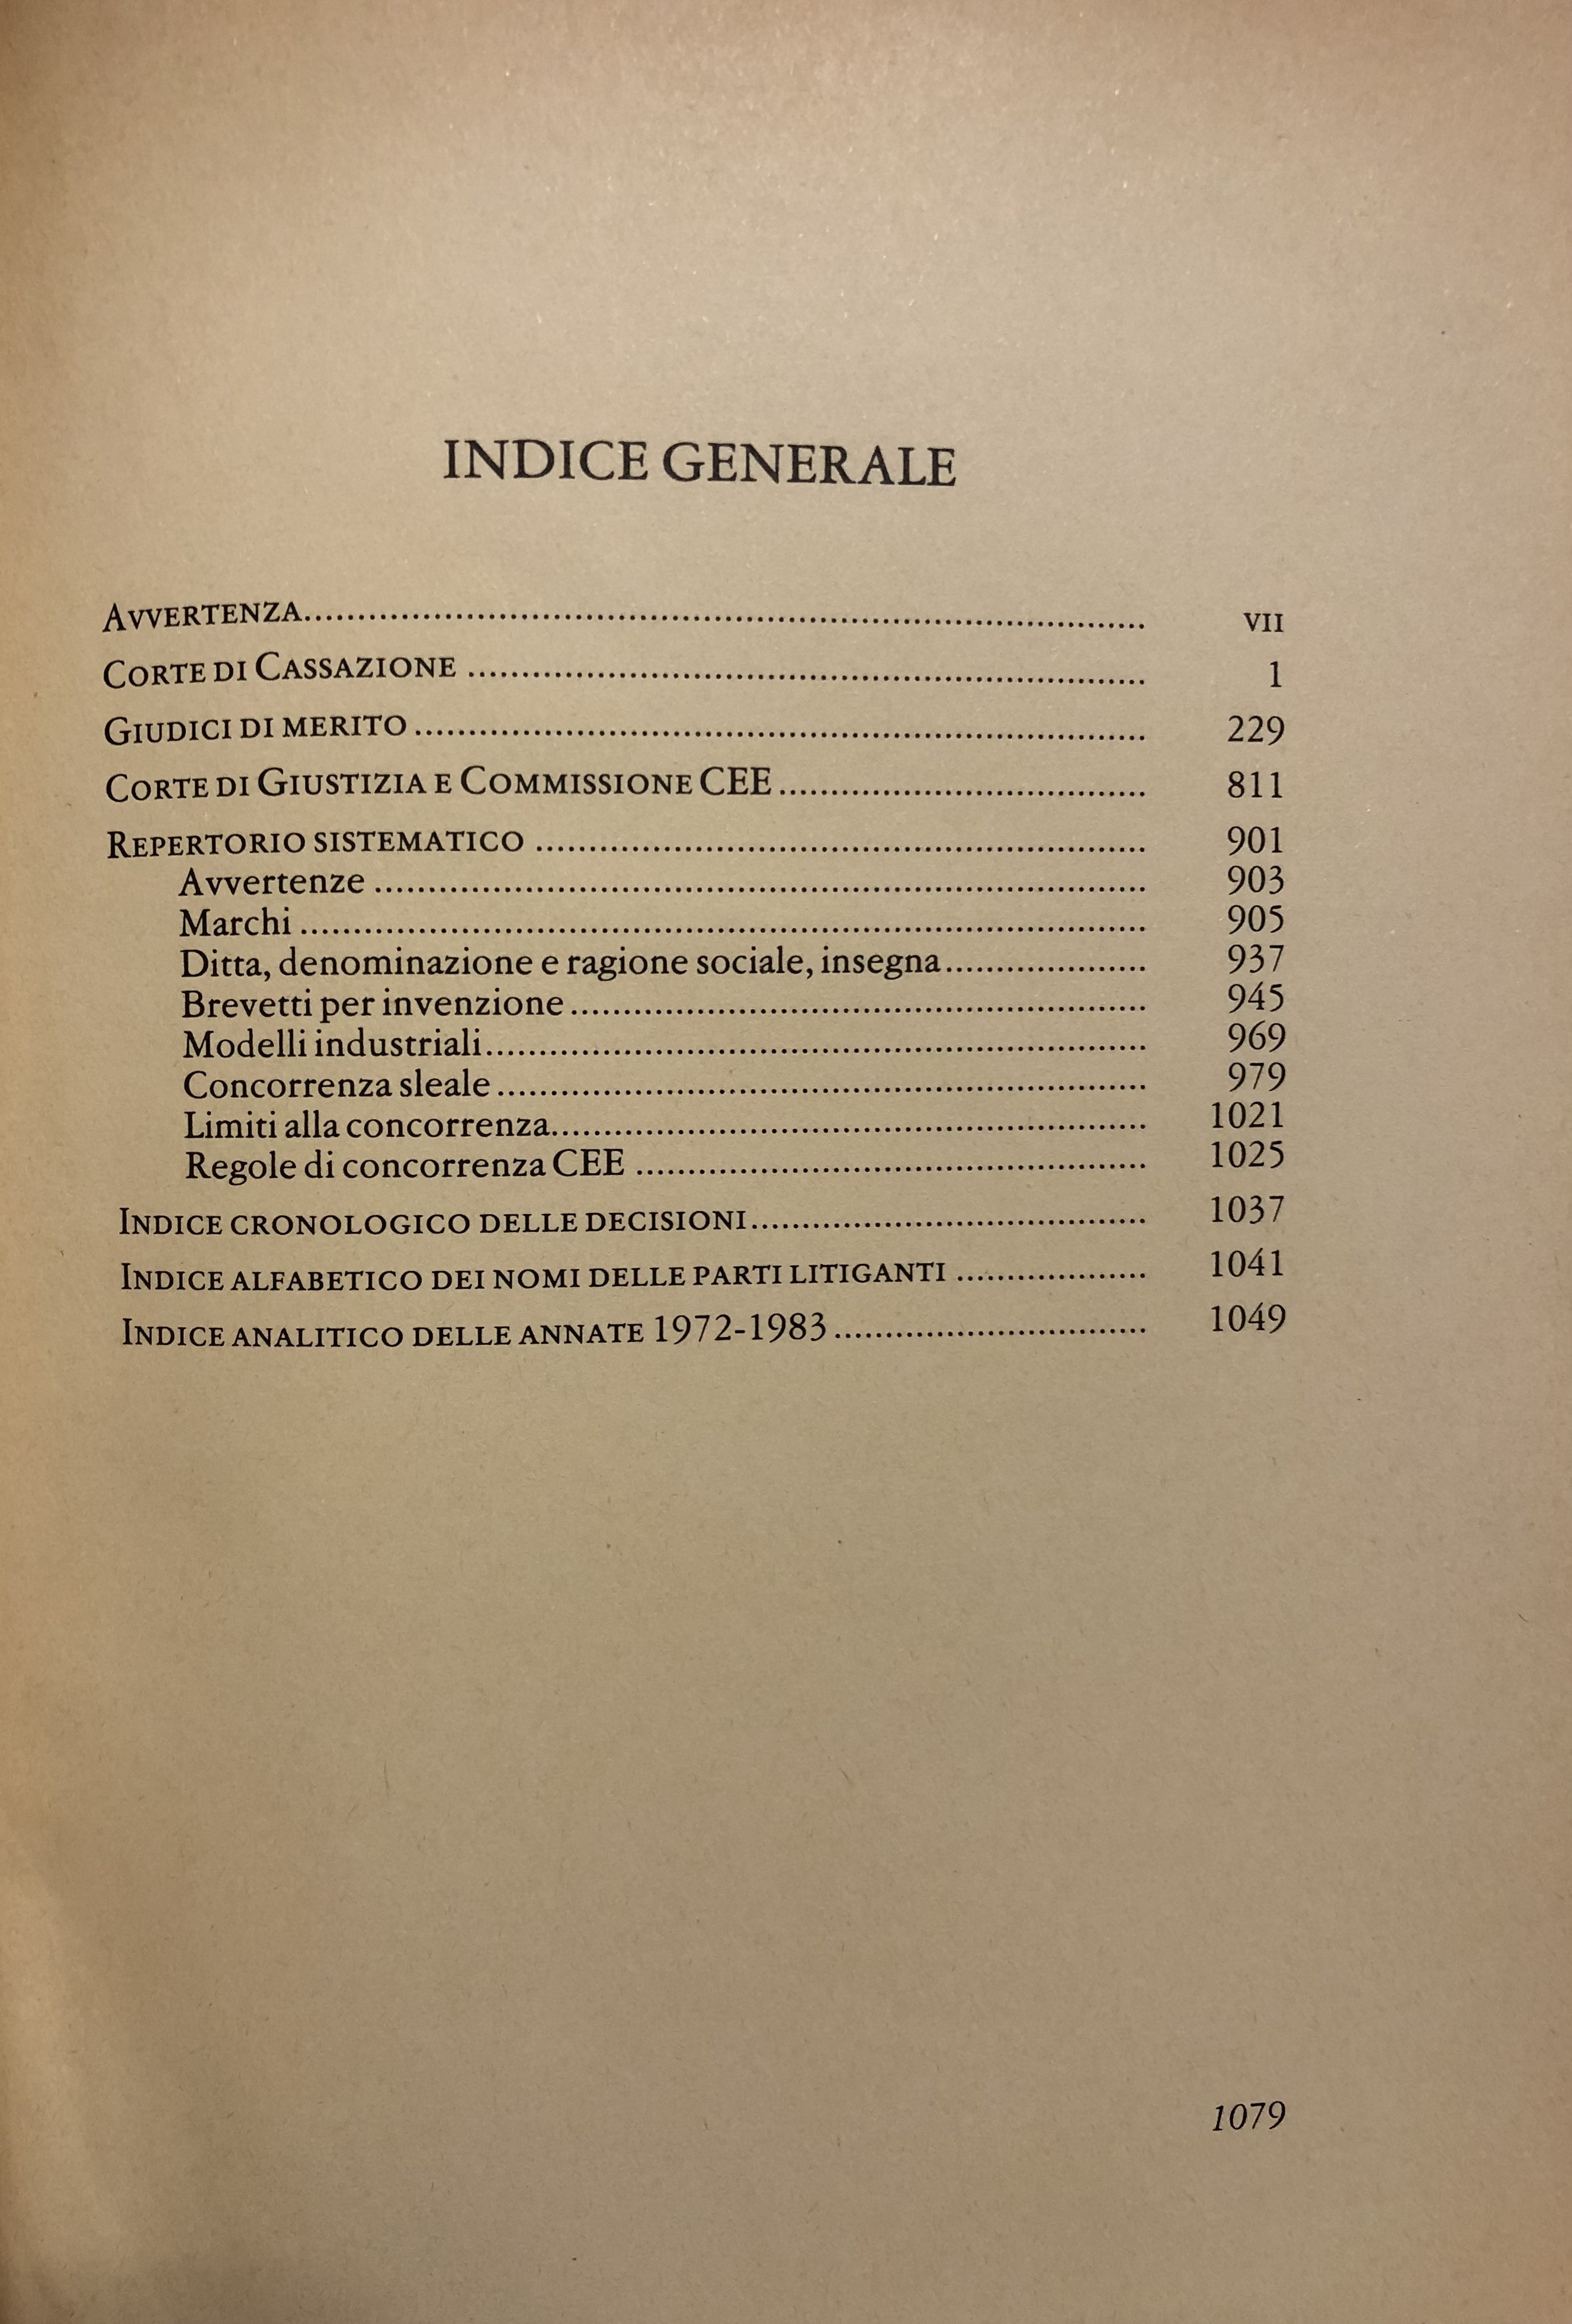 INDICE GENERALE
AVVERTENZA........................................................................................ VII
CORTE DI CASSAZIONE ........................................................................ 1
GIUDICI DI MERITO .............................................................................. 229
CORTE DI GIUSTIZIA E COMMISSIONE CEE....................................... 811
REPERTORIO SISTEMATICO ................................................................. 901
Avvertenze ................................................................................. 903
Marchi ......................................................................................... 905
Ditta, denominazione e ragione sociale, insegna..................... 937
Brevetti per invenzione............................................................. 945
Modelli industriali...................................................................... 969
Concorrenza sleale ..................................................................... 979
Limiti alla concorrenza............................................................... 1021
Regole di concorrenza CEE ...................................................... 1025
INDICE CRONOLOGICO DELLE DECISIONI.......................................... 1037
INDICE ALFABETICO DEI NOMI DELLE PARTI LITIGANTI .................... 1041
INDICE ANALITICO DELLE ANNATE 1972-1983................................. 1049
1079